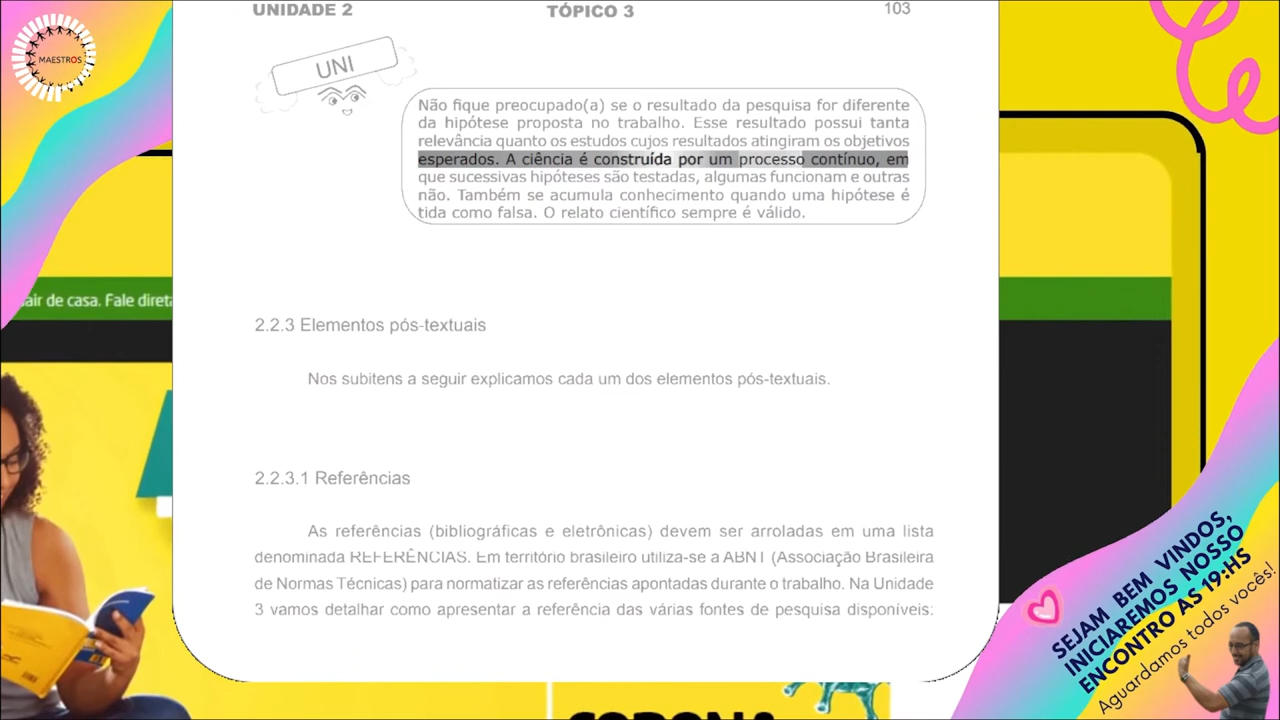 UNIDADE 2 TÓPICO 3 103
MAESTROS
UNI
Não fique preocupado(a) se o resultado da pesquisa for diferente
da hipótese proposta no trabalho. Esse resultado possui tanta
relevância quanto os estudos cujos resultados atingiram os objetivos
esperados. A ciência é construída por um processo contínuo, em
que sucessivas hipóteses são testadas, algumas funcionam e outras
não. Também se acumula conhecimento quando uma hipótese é
tida como falsa. O relato científico sempre é válido.
air de casa. Fale direta
2.2.3 Elementos pós-textuais
Nos subitens a seguir explicamos cada um dos elementos pós-textuais.
2.2.3.1 Referências
As referências (bibliográficas e eletrônicas) devem ser arroladas em uma lista
denominada REFERÊNCIAS. Em território brasileiro utiliza-se a ABNT (Associação Brasileira
de Normas Técnicas) para normatizar as referências apontadas durante o trabalho. Na Unidade
3 vamos detalhar como apresentar a referência das várias fontes de pesquisa disponíveis:
SEJAM BEM VINDOS,
INICIAREMOS NOSSO
ENCONTRO AS 19:HS
Aguardamos todos vocês!